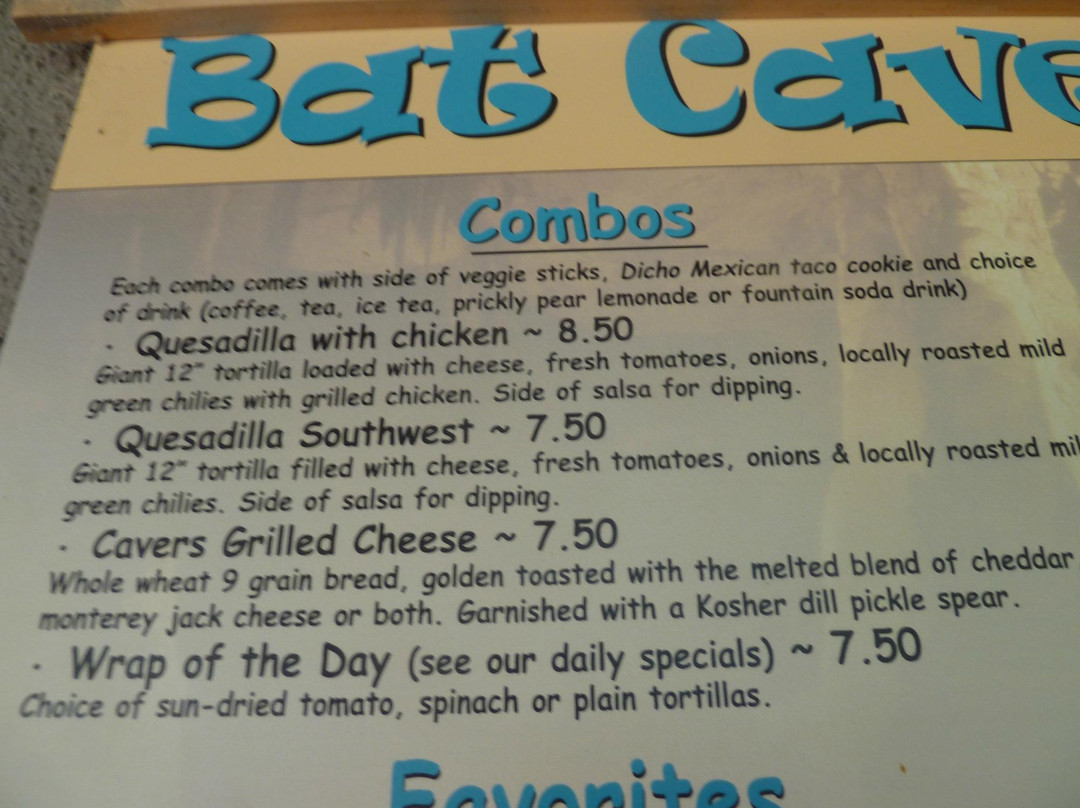 Bat Cave
Combos
Each combo comes with side of veggie sticks, Dicho Mexican taco cookie and choice
of drink (coffee, tea, ice tea, prickly pear lemonade or fountain soda drink)
· Quesadilla with chicken ~ 8.50
Giant 12" tortilla loaded with cheese, fresh tomatoes, onions, locally roasted mild
green chilies with grilled chicken. Side of salsa for dipping.
· Quesadilla Southwest ~ 7.50
Giant 12" tortilla filled with cheese, fresh tomatoes, onions & locally roasted mil
green chilies. Side of salsa for dipping.
· Cavers Grilled Cheese ~ 7.50
Whole wheat 9 grain bread, golden toasted with the melted blend of cheddar
monterey jack cheese or both. Garnished with a Kosher dill pickle spear.
· Wrap of the Day (see our daily specials) ~ 7.50
Choice of sun-dried tomato, spinach or plain tortillas.
Favorites